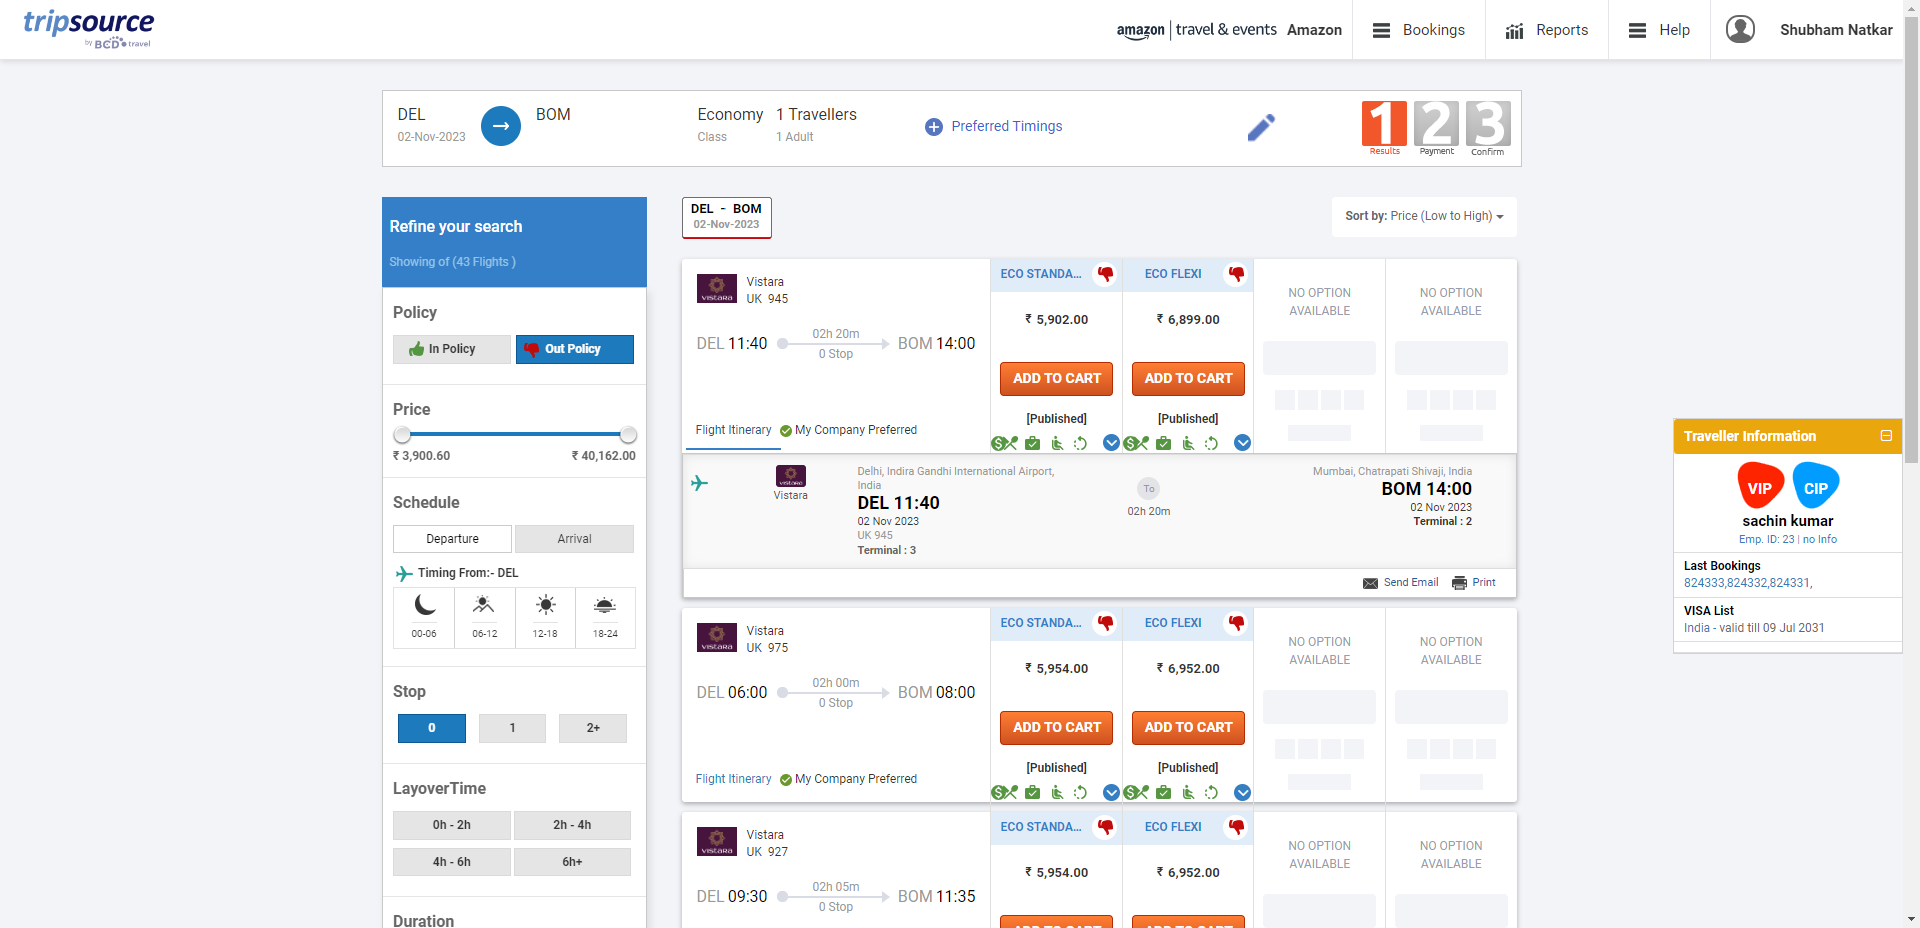 tripsource
by BCD travel
amazon | travel & events Amazon
Bookings
Reports
Help
Shubham Natkar
DEL
02-Nov-2023
BOM
Economy
Class
1 Travellers
1 Adult
Preferred Timings
1 2 3
Results Payment Confirm
Refine your search
Showing of (43 Flights )
Policy
In Policy
Out Policy
Price
₹ 3,900.60 ₹ 40,162.00
Schedule
Departure Arrival
Timing From:- DEL
00-06 06-12 12-18 18-24
Stop
0 1 2+
LayoverTime
0h - 2h 2h - 4h
4h - 6h 6h+
Duration
DEL - BOM
02-Nov-2023
Sort by: Price (Low to High)
VISTARA
Vistara
UK 945
DEL 11:40
02h 20m
0 Stop
BOM 14:00
Flight Itinerary
My Company Preferred
ECO STANDA...
₹ 5,902.00
ADD TO CART
[Published]
ECO FLEXI
₹ 6,899.00
ADD TO CART
[Published]
NO OPTION
AVAILABLE
NO OPTION
AVAILABLE
VISTARA
Vistara
Delhi, Indira Gandhi International Airport,
India
DEL 11:40
02 Nov 2023
UK 945
Terminal : 3
To
02h 20m
Mumbai, Chatrapati Shivaji, India
BOM 14:00
02 Nov 2023
Terminal : 2
Send Email
Print
VISTARA
Vistara
UK 975
DEL 06:00
02h 00m
0 Stop
BOM 08:00
Flight Itinerary
My Company Preferred
ECO STANDA...
₹ 5,954.00
ADD TO CART
[Published]
ECO FLEXI
₹ 6,952.00
ADD TO CART
[Published]
NO OPTION
AVAILABLE
NO OPTION
AVAILABLE
VISTARA
Vistara
UK 927
DEL 09:30
02h 05m
0 Stop
BOM 11:35
ECO STANDA...
₹ 5,954.00
ADD TO CART
ECO FLEXI
₹ 6,952.00
ADD TO CART
NO OPTION
AVAILABLE
NO OPTION
AVAILABLE
Traveller Information
VIP CIP
sachin kumar
Emp. ID: 23 | no Info
Last Bookings
824333,824332,824331,
VISA List
India - valid till 09 Jul 2031